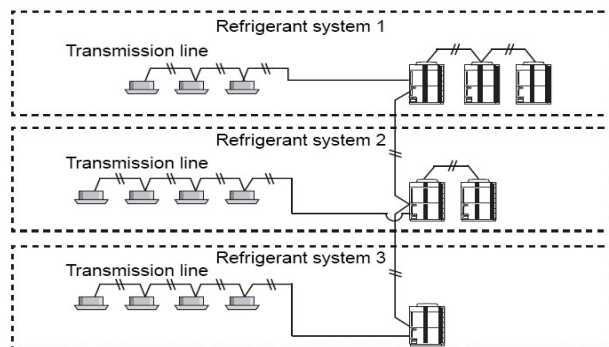 Refrigerant system 1
Transmission line
Refrigerant system 2
Transmission line
Refrigerant system 3
Transmission line